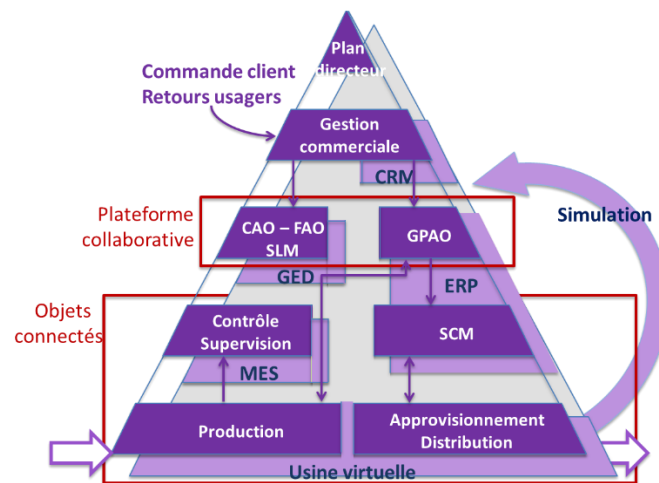 Plan
directeur
Commande client
Retours usagers
Gestion
commerciale
CRM
Simulation
Plateforme
collaborative
CAO – FAO
SLM
GPAO
GED
ERP
Objets
connectés
Contrôle
Supervision
SCM
MES
Production
Approvisionnement
Distribution
Usine virtuelle